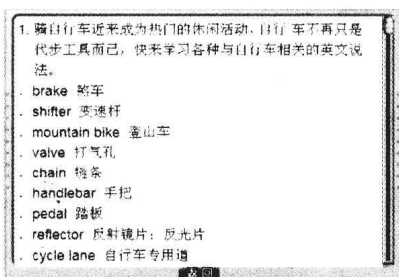 1. 骑自行车近来成为热门的休闲活动，自行车不再只是
代步工具而已，快来学习各种与自行车相关的英文说
法。
. brake 煞车
. shifter 变速杆
. mountain bike 登山车
. valve 打气孔
. chain 链条
. handlebar 手把
. pedal 踏板
. reflector 反射镜片；反光片
. cycle lane 自行车专用道
返回